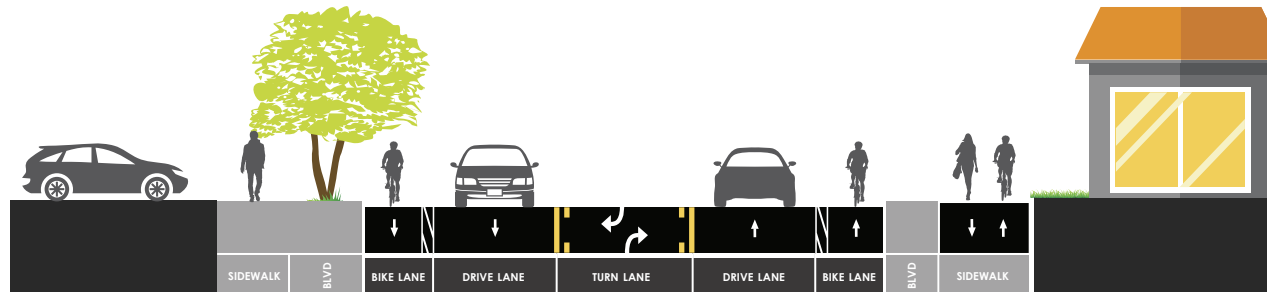 SIDEWALK
BLVD
BIKE LANE
DRIVE LANE
TURN LANE
DRIVE LANE
BIKE LANE
BLVD
SIDEWALK